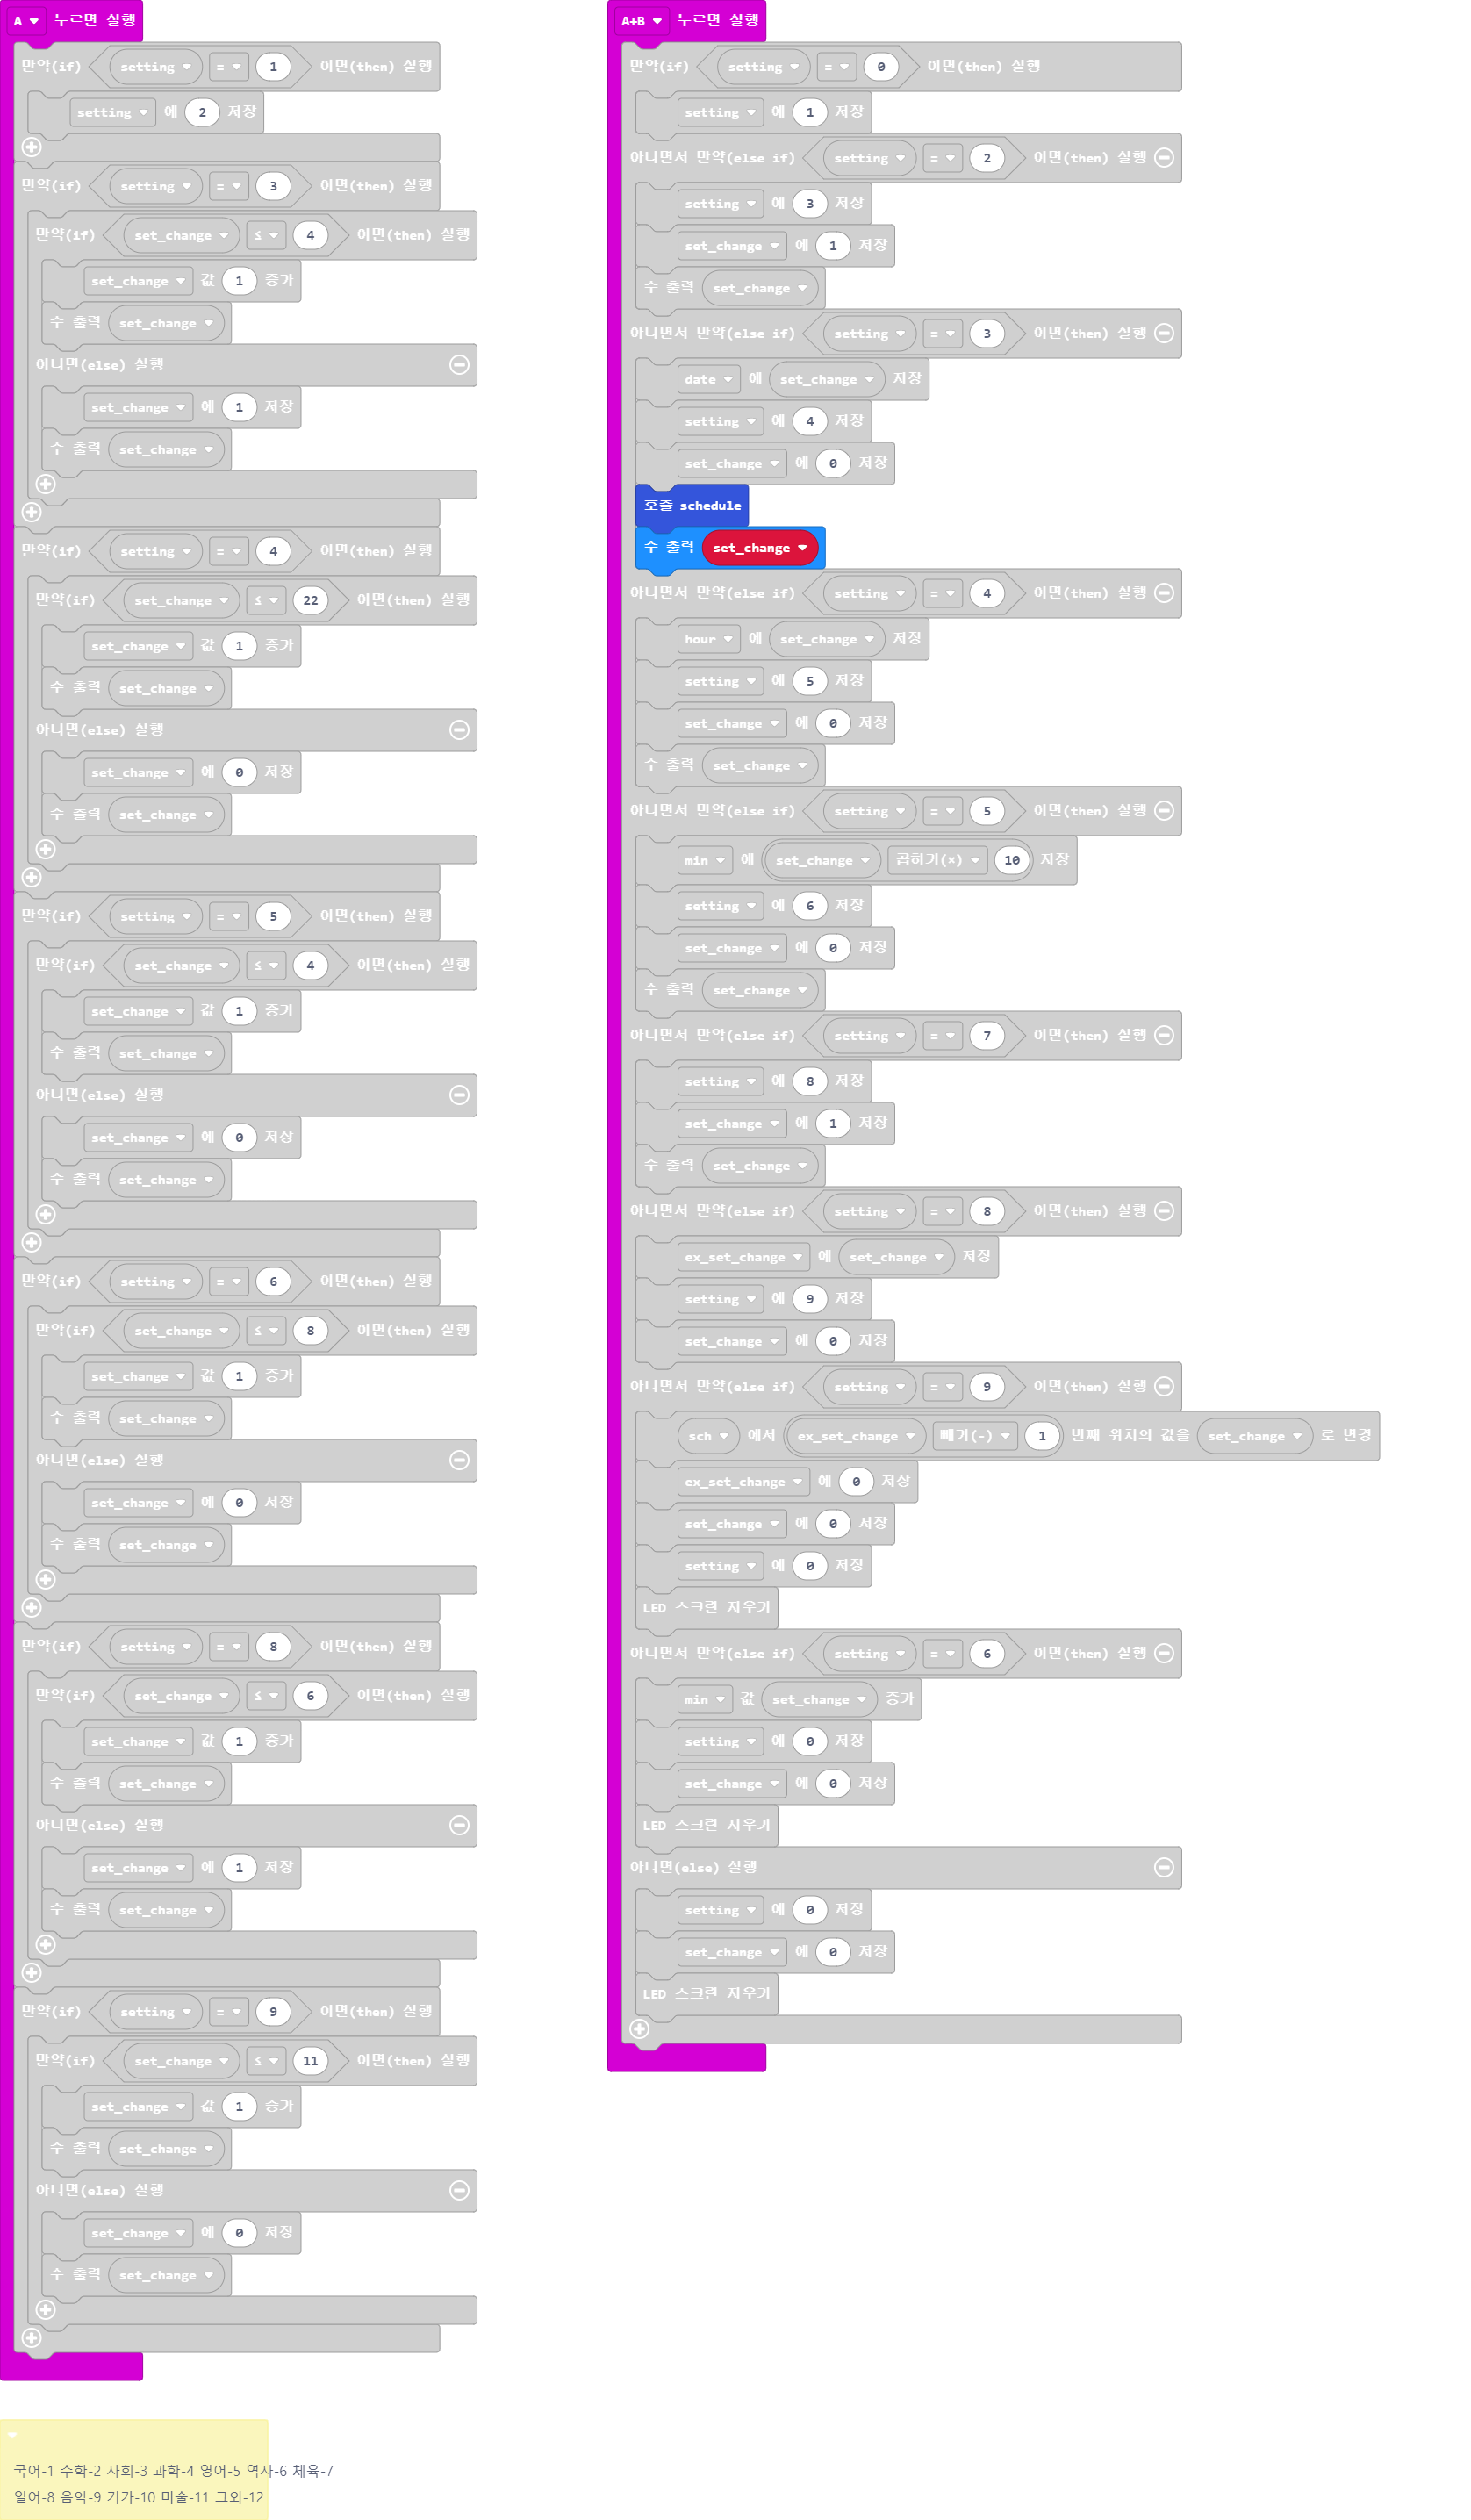 A 누르면 실행
만약(if) setting = 1 이면(then) 실행
setting 에 2 저장
만약(if) setting = 3 이면(then) 실행
만약(if) set_change ≤ 4 이면(then) 실행
set_change 값 1 증가
수 출력 set_change
아니면(else) 실행
set_change 에 1 저장
수 출력 set_change
만약(if) setting = 4 이면(then) 실행
만약(if) set_change ≤ 22 이면(then) 실행
set_change 값 1 증가
수 출력 set_change
아니면(else) 실행
set_change 에 0 저장
수 출력 set_change
만약(if) setting = 5 이면(then) 실행
만약(if) set_change ≤ 4 이면(then) 실행
set_change 값 1 증가
수 출력 set_change
아니면(else) 실행
set_change 에 0 저장
수 출력 set_change
만약(if) setting = 6 이면(then) 실행
만약(if) set_change ≤ 8 이면(then) 실행
set_change 값 1 증가
수 출력 set_change
아니면(else) 실행
set_change 에 0 저장
수 출력 set_change
만약(if) setting = 8 이면(then) 실행
만약(if) set_change ≤ 6 이면(then) 실행
set_change 값 1 증가
수 출력 set_change
아니면(else) 실행
set_change 에 1 저장
수 출력 set_change
만약(if) setting = 9 이면(then) 실행
만약(if) set_change ≤ 11 이면(then) 실행
set_change 값 1 증가
수 출력 set_change
아니면(else) 실행
set_change 에 0 저장
수 출력 set_change
국어-1 수학-2 사회-3 과학-4 영어-5 역사-6 체육-7
일어-8 음악-9 기가-10 미술-11 그외-12
A+B 누르면 실행
만약(if) setting = 0 이면(then) 실행
setting 에 1 저장
아니면서 만약(else if) setting = 2 이면(then) 실행
setting 에 3 저장
set_change 에 1 저장
수 출력 set_change
아니면서 만약(else if) setting = 3 이면(then) 실행
date 에 set_change 저장
setting 에 4 저장
set_change 에 0 저장
호출 schedule
수 출력 set_change
아니면서 만약(else if) setting = 4 이면(then) 실행
hour 에 set_change 저장
setting 에 5 저장
set_change 에 0 저장
수 출력 set_change
아니면서 만약(else if) setting = 5 이면(then) 실행
min 에 set_change 곱하기(×) 10 저장
setting 에 6 저장
set_change 에 0 저장
수 출력 set_change
아니면서 만약(else if) setting = 7 이면(then) 실행
setting 에 8 저장
set_change 에 1 저장
수 출력 set_change
아니면서 만약(else if) setting = 8 이면(then) 실행
ex_set_change 에 set_change 저장
setting 에 9 저장
set_change 에 0 저장
아니면서 만약(else if) setting = 9 이면(then) 실행
sch 에서 ex_set_change 빼기(-) 1 번째 위치의 값을 set_change 로 변경
ex_set_change 에 0 저장
set_change 에 0 저장
setting 에 0 저장
LED 스크린 지우기
아니면서 만약(else if) setting = 6 이면(then) 실행
min 값 set_change 증가
setting 에 0 저장
set_change 에 0 저장
LED 스크린 지우기
아니면(else) 실행
setting 에 0 저장
set_change 에 0 저장
LED 스크린 지우기